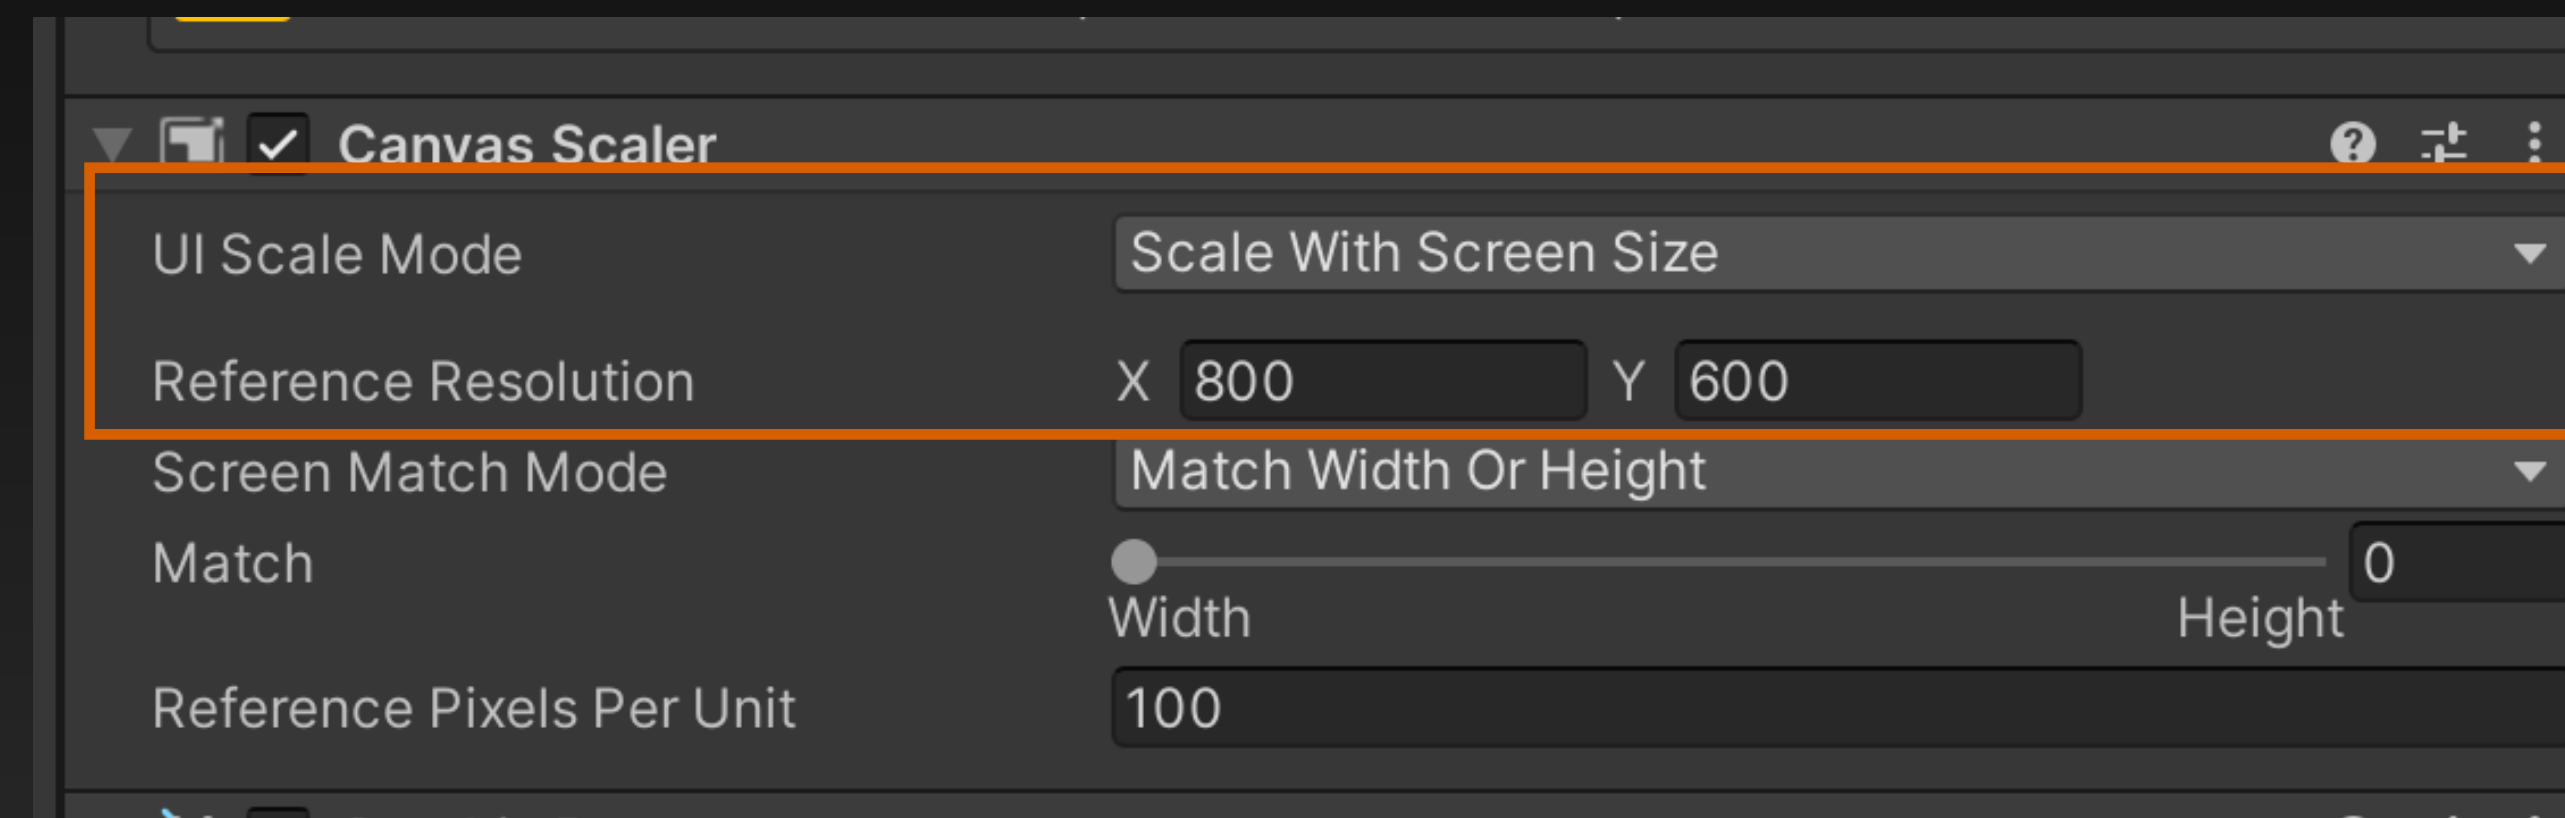 Canvas Scaler
UI Scale Mode Scale With Screen Size
Reference Resolution X 800 Y 600
Screen Match Mode Match Width Or Height
Match 0
Width Height
Reference Pixels Per Unit 100